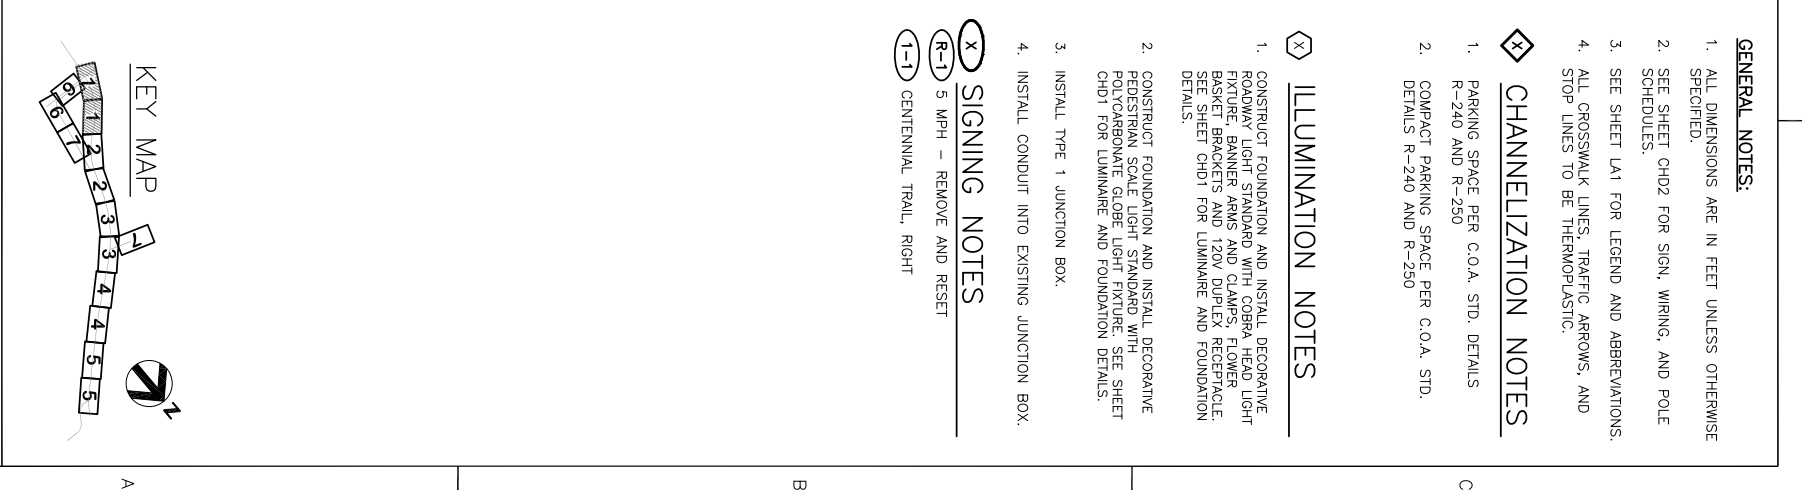 GENERAL NOTES:
1. ALL DIMENSIONS ARE IN FEET UNLESS OTHERWISE
SPECIFIED.
2. SEE SHEET CHD2 FOR SIGN, WIRING, AND POLE
SCHEDULES.
3. SEE SHEET LA1 FOR LEGEND AND ABBREVIATIONS.
4. ALL CROSSWALK LINES, TRAFFIC ARROWS, AND
STOP LINES TO BE THERMOPLASTIC.
X CHANNELIZATION NOTES
1. PARKING SPACE PER C.O.A. STD. DETAILS
R-240 AND R-250
2. COMPACT PARKING SPACE PER C.O.A. STD.
DETAILS R-240 AND R-250
X ILLUMINATION NOTES
1. CONSTRUCT FOUNDATION AND INSTALL DECORATIVE
ROADWAY LIGHT STANDARD WITH COBRA HEAD LIGHT
FIXTURE, BANNER ARMS AND CLAMPS, FLOWER
BASKET BRACKETS AND 120V DUPLEX RECEPTACLE.
SEE SHEET CHD1 FOR LUMINAIRE AND FOUNDATION
DETAILS.
2. CONSTRUCT FOUNDATION AND INSTALL DECORATIVE
PEDESTRIAN SCALE LIGHT STANDARD WITH
POLYCARBONATE GLOBE LIGHT FIXTURE. SEE SHEET
CHD1 FOR LUMINAIRE AND FOUNDATION DETAILS.
3. INSTALL TYPE 1 JUNCTION BOX.
4. INSTALL CONDUIT INTO EXISTING JUNCTION BOX.
X SIGNING NOTES
R-1 5 MPH - REMOVE AND RESET
1-1 CENTENNIAL TRAIL, RIGHT
KEY MAP
1
1
2
2
3
3
4
4
5
5
6
6
7
7
N
A
B
C